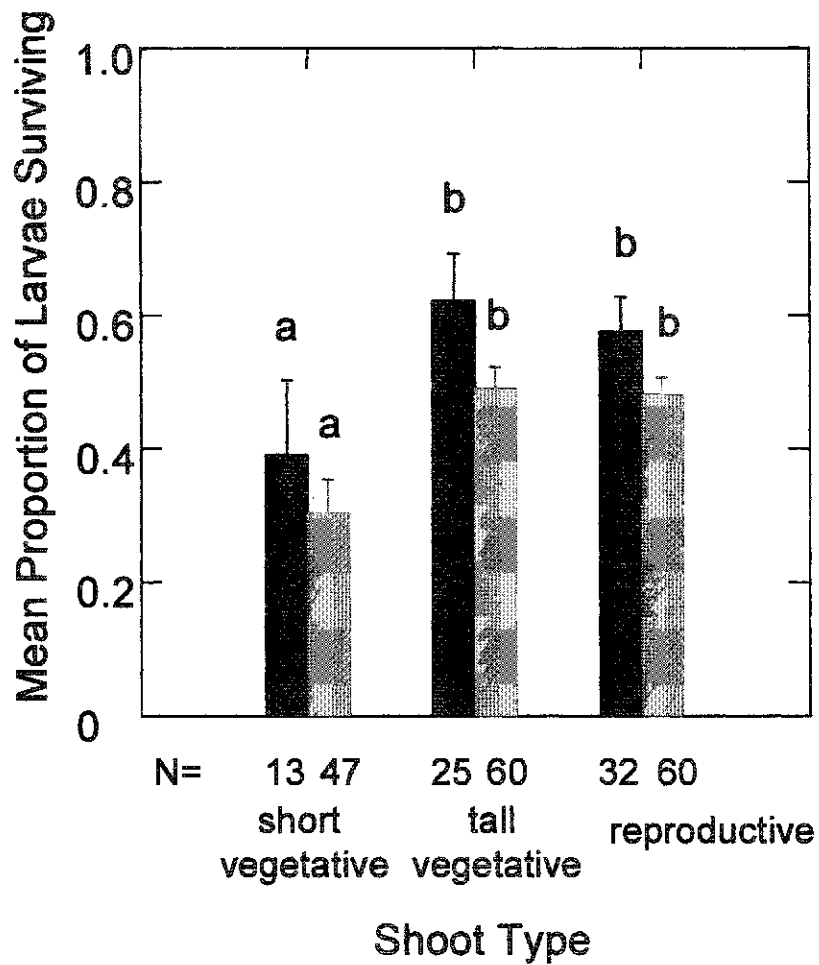 Mean Proportion of Larvae Surviving
1.0
0.8
0.6
0.4
0.2
0
a
a
b
b
b
b
N= 13 47 25 60 32 60
short tall reproductive
vegetative vegetative
Shoot Type